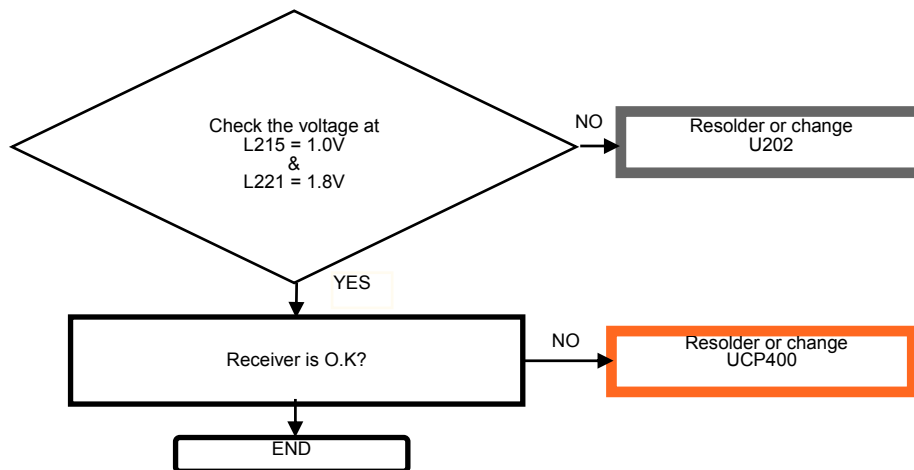 Check the voltage at
L215 = 1.0V
&
L221 = 1.8V
NO
Resolder or change
U202
YES
Receiver is O.K?
NO
Resolder or change
UCP400
END